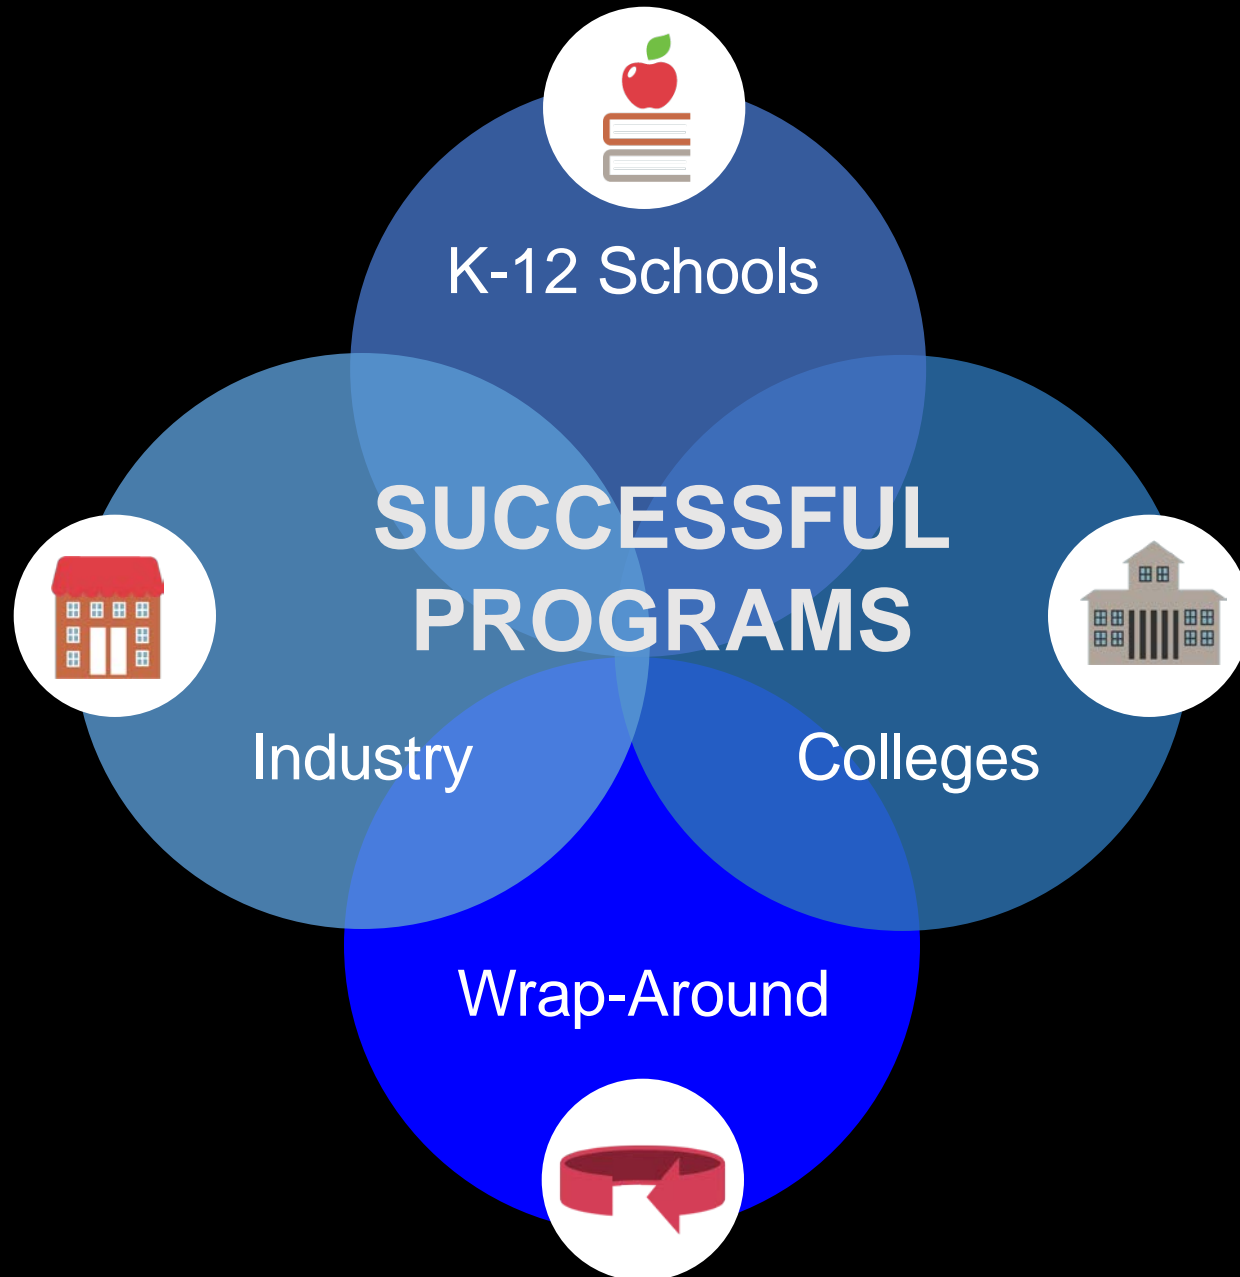 K-12 Schools
SUCCESSFUL
PROGRAMS
Industry
Colleges
Wrap-Around